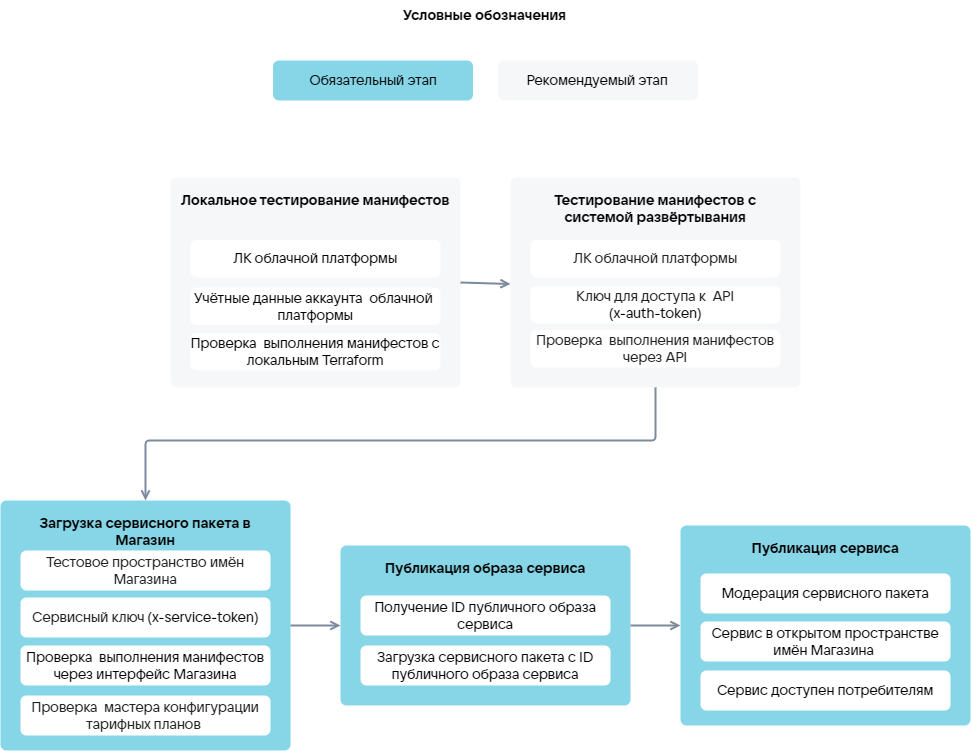 Условные обозначения
Обязательный этап
Рекомендуемый этап
Локальное тестирование манифестов
ЛК облачной платформы
Учётные данные аккаунта облачной
платформы
Проверка выполнения манифестов с
локальным Terraform
Тестирование манифестов с
системой развёртывания
ЛК облачной платформы
Ключ для доступа к API
(x-auth-token)
Проверка выполнения манифестов
через API
Загрузка сервисного пакета в
Магазин
Тестовое пространство имён
Магазина
Сервисный ключ (x-service-token)
Проверка выполнения манифестов
через интерфейс Магазина
Проверка мастера конфигурации
тарифных планов
Публикация образа сервиса
Получение ID публичного образа
сервиса
Загрузка сервисного пакета с ID
публичного образа сервиса
Публикация сервиса
Модерация сервисного пакета
Сервис в открытом пространстве
имён Магазина
Сервис доступен потребителям